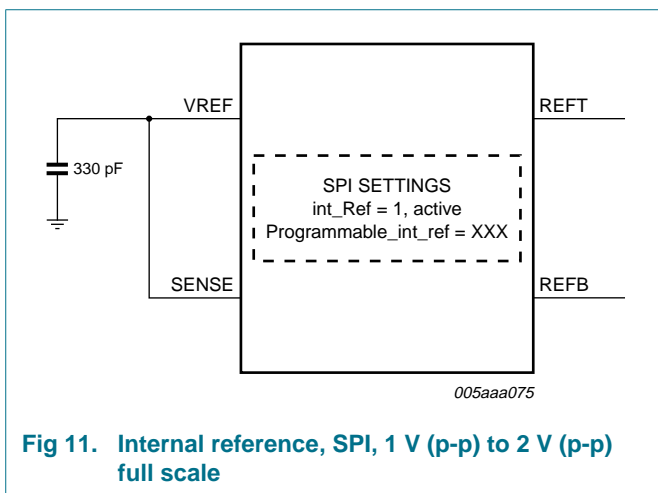 VREF
REFT
330 pF
SPI SETTINGS
int_Ref = 1, active
Programmable_int_ref = XXX
SENSE
REFB
005aaa075
Fig 11. Internal reference, SPI, 1 V (p-p) to 2 V (p-p)
full scale